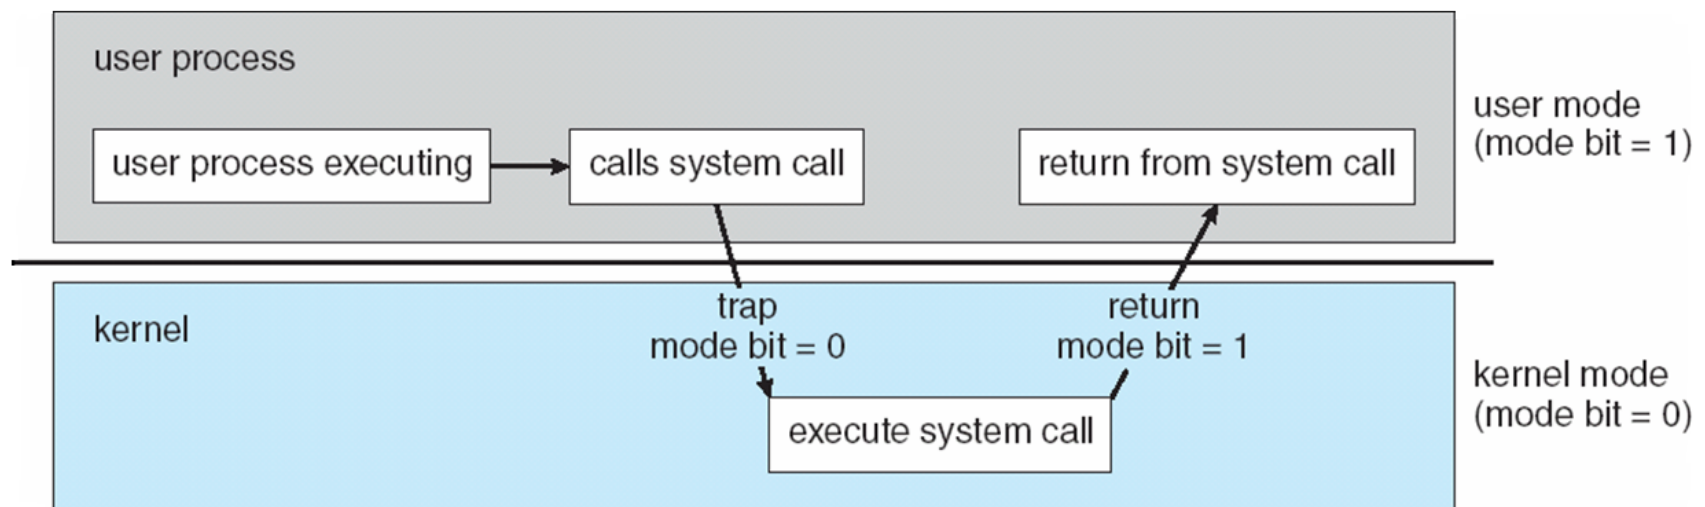 user process
user process executing
calls system call
return from system call
user mode
(mode bit = 1)
kernel
trap
mode bit = 0
return
mode bit = 1
execute system call
kernel mode
(mode bit = 0)